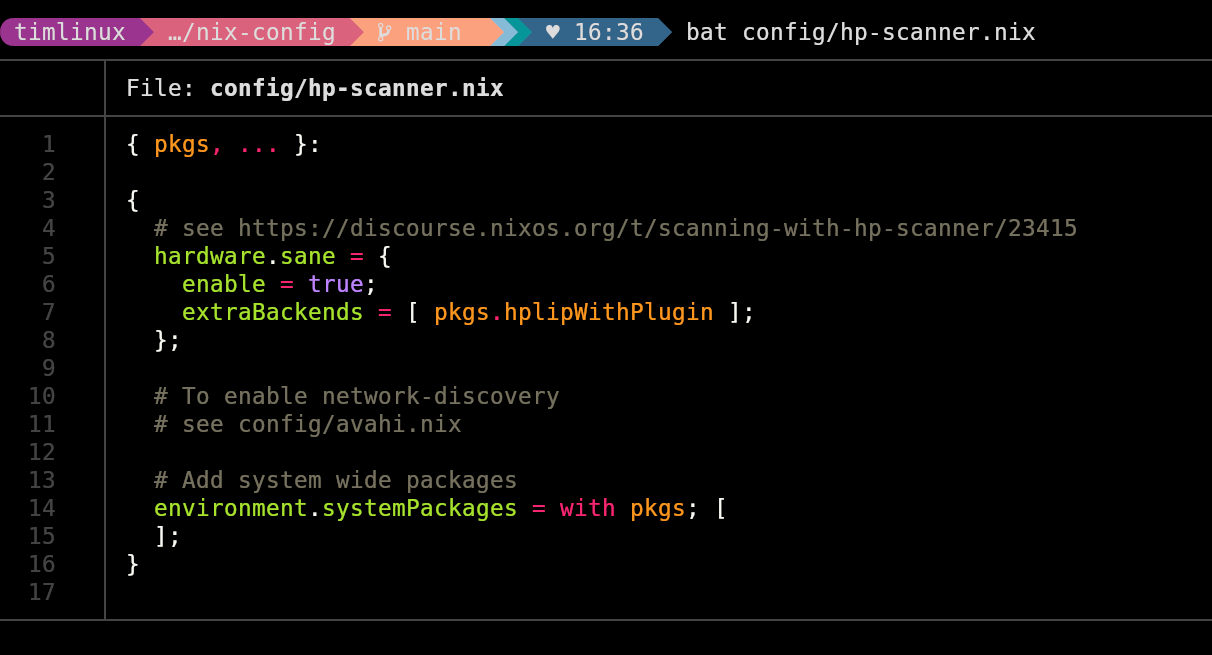 timlinux …/nix-config main ♥ 16:36 bat config/hp-scanner.nix
File: config/hp-scanner.nix
1 { pkgs, ... }:
2
3 {
4 # see https://discourse.nixos.org/t/scanning-with-hp-scanner/23415
5 hardware.sane = {
6 enable = true;
7 extraBackends = [ pkgs.hplipWithPlugin ];
8 };
9
10 # To enable network-discovery
11 # see config/avahi.nix
12
13 # Add system wide packages
14 environment.systemPackages = with pkgs; [
15 ];
16 }
17